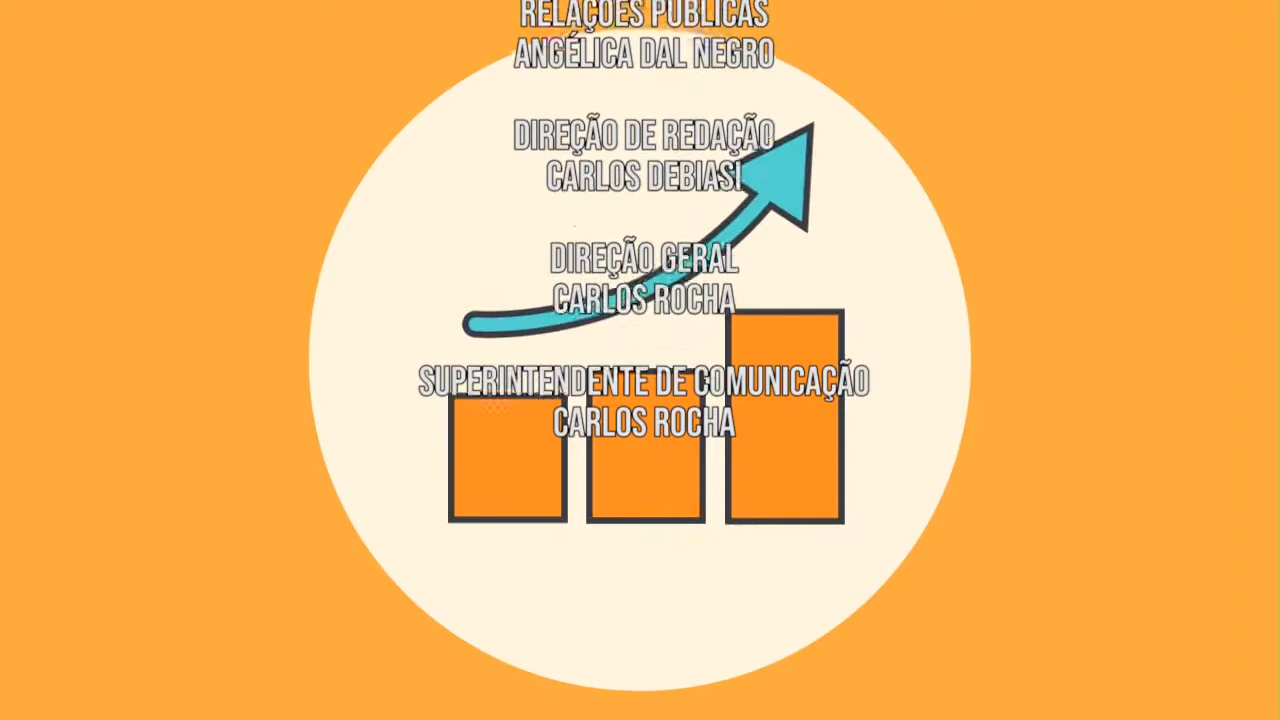 RELAÇÕES PÚBLICAS
ANGÉLICA DAL NEGRO
DIREÇÃO DE REDAÇÃO
CARLOS DEBIASI
DIREÇÃO GERAL
CARLOS ROCHA
SUPERINTENDENTE DE COMUNICAÇÃO
CARLOS ROCHA